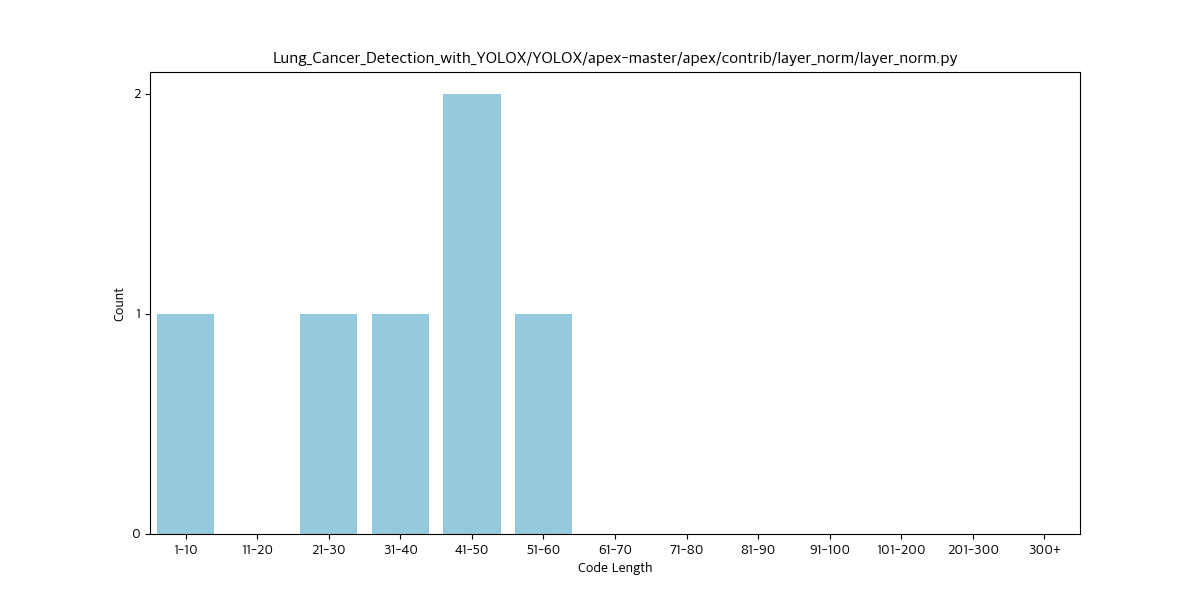 Lung_Cancer_Detection_with_YOLOX/YOLOX/apex-master/apex/contrib/layer_norm/layer_norm.py
2
1
0
Count
1-10 11-20 21-30 31-40 41-50 51-60 61-70 71-80 81-90 91-100 101-200 201-300 300+
Code Length